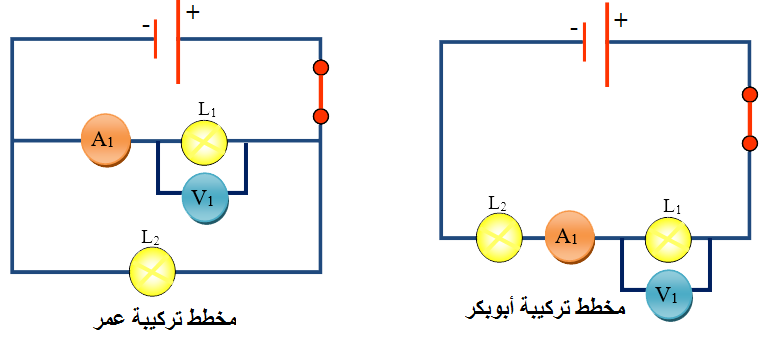 - +
L1
A1
V1
L2
مخطط تركيبة عمر
- +
L2
L1
A1
V1
مخطط تركيبة أبوبكر